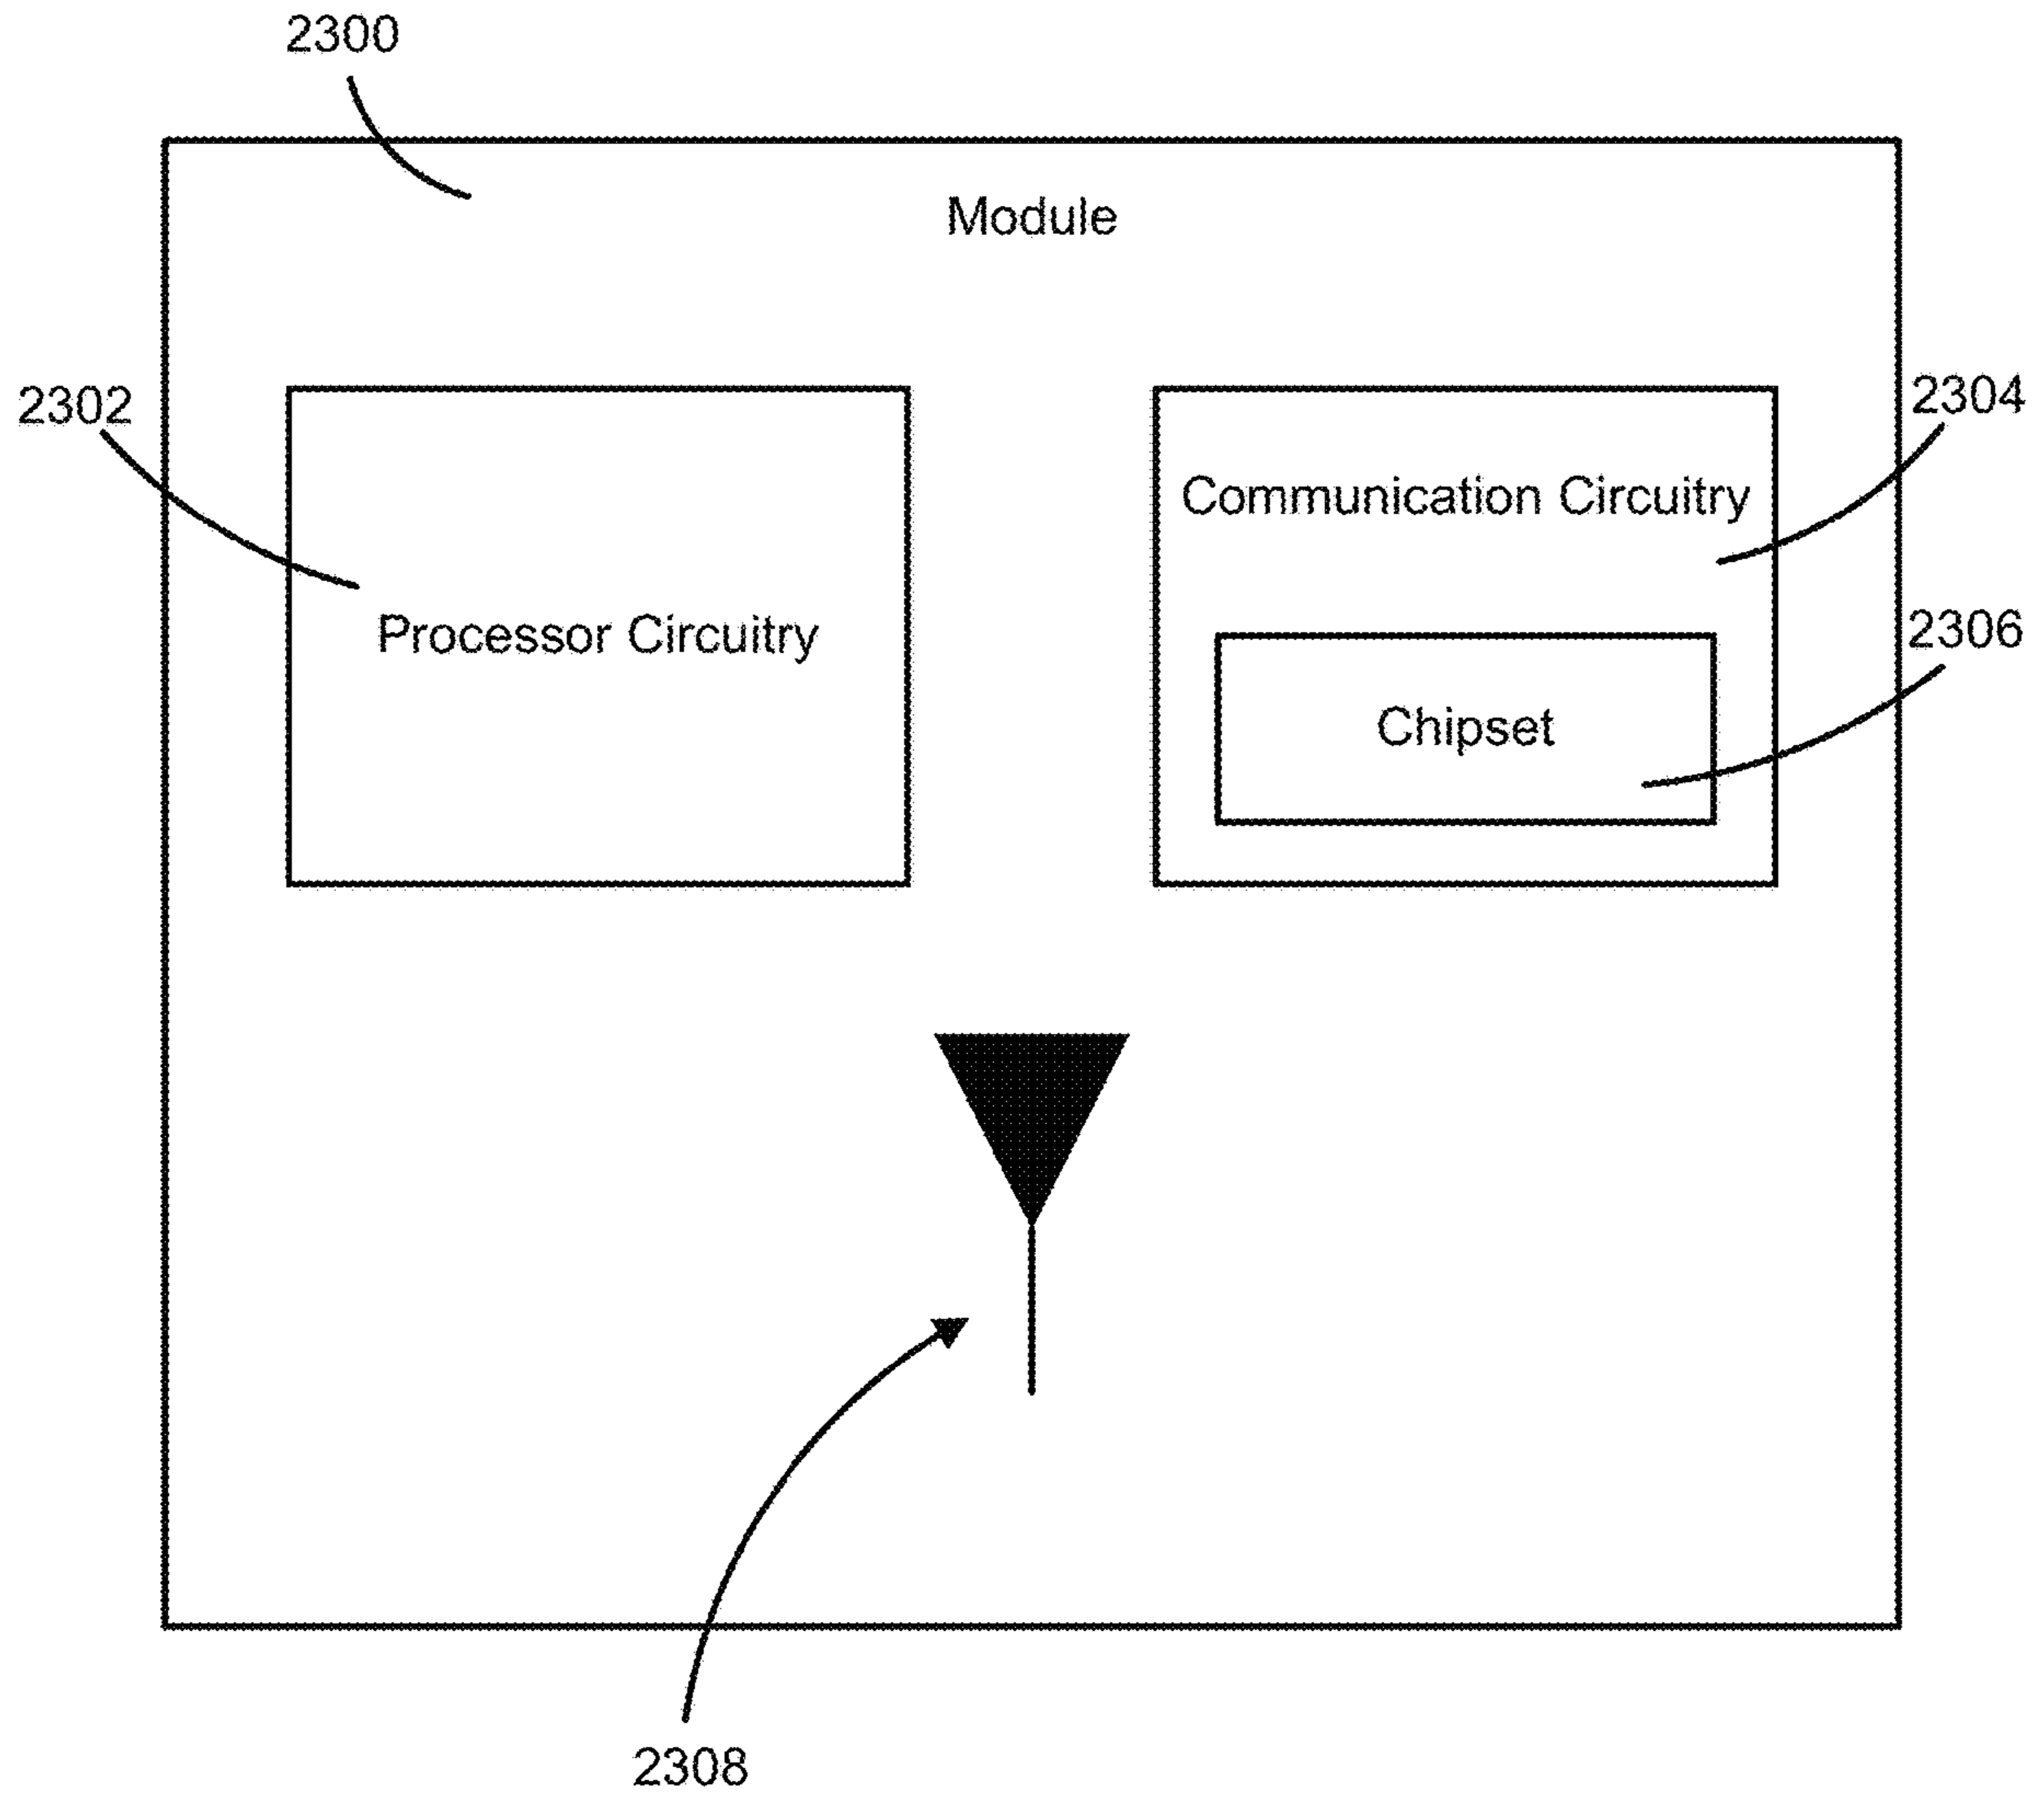 2300
Module
2302
2304
Communication Circuitry
2306
Processor Circuitry
Chipset
2308